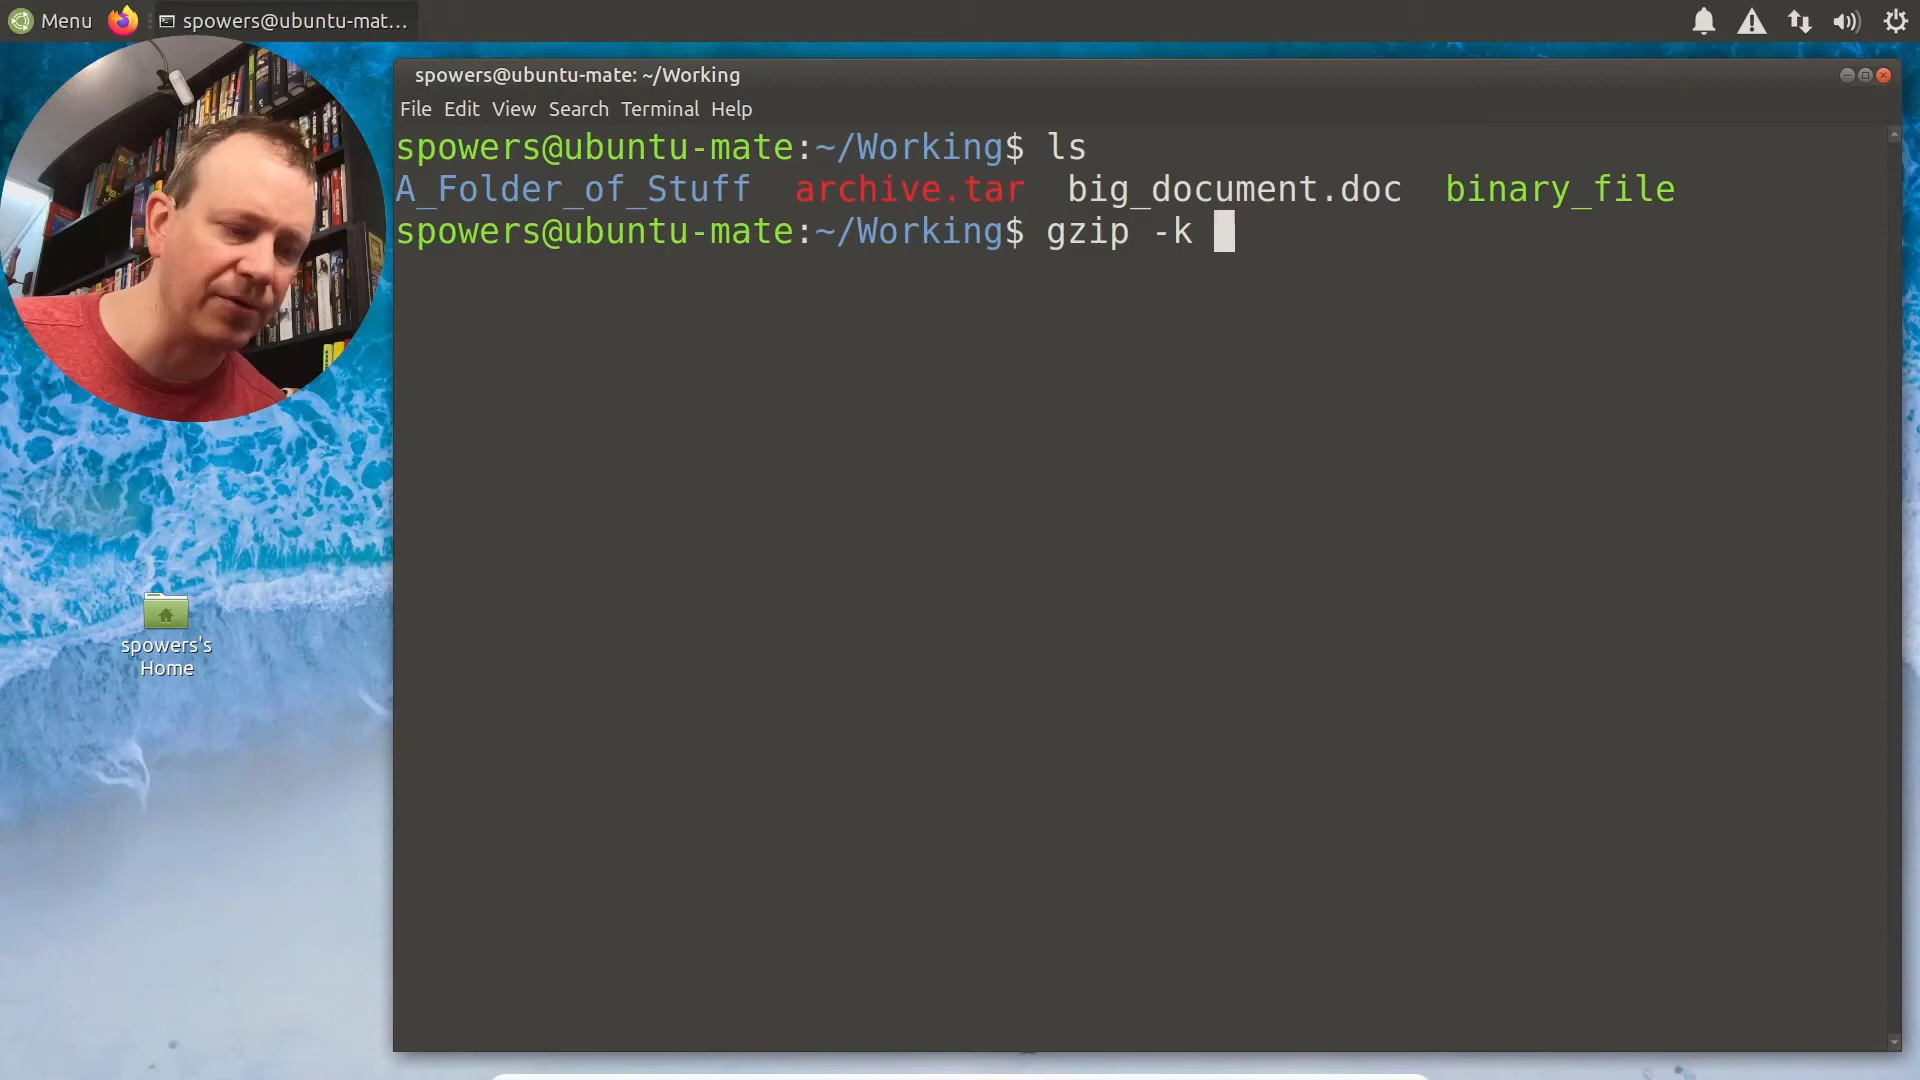 Menu spowers@ubuntu-mat...
spowers@ubuntu-mate: ~/Working
File Edit View Search Terminal Help
spowers@ubuntu-mate:~/Working$ ls
A_Folder_of_Stuff archive.tar big_document.doc binary_file
spowers@ubuntu-mate:~/Working$ gzip -k
spowers's
Home